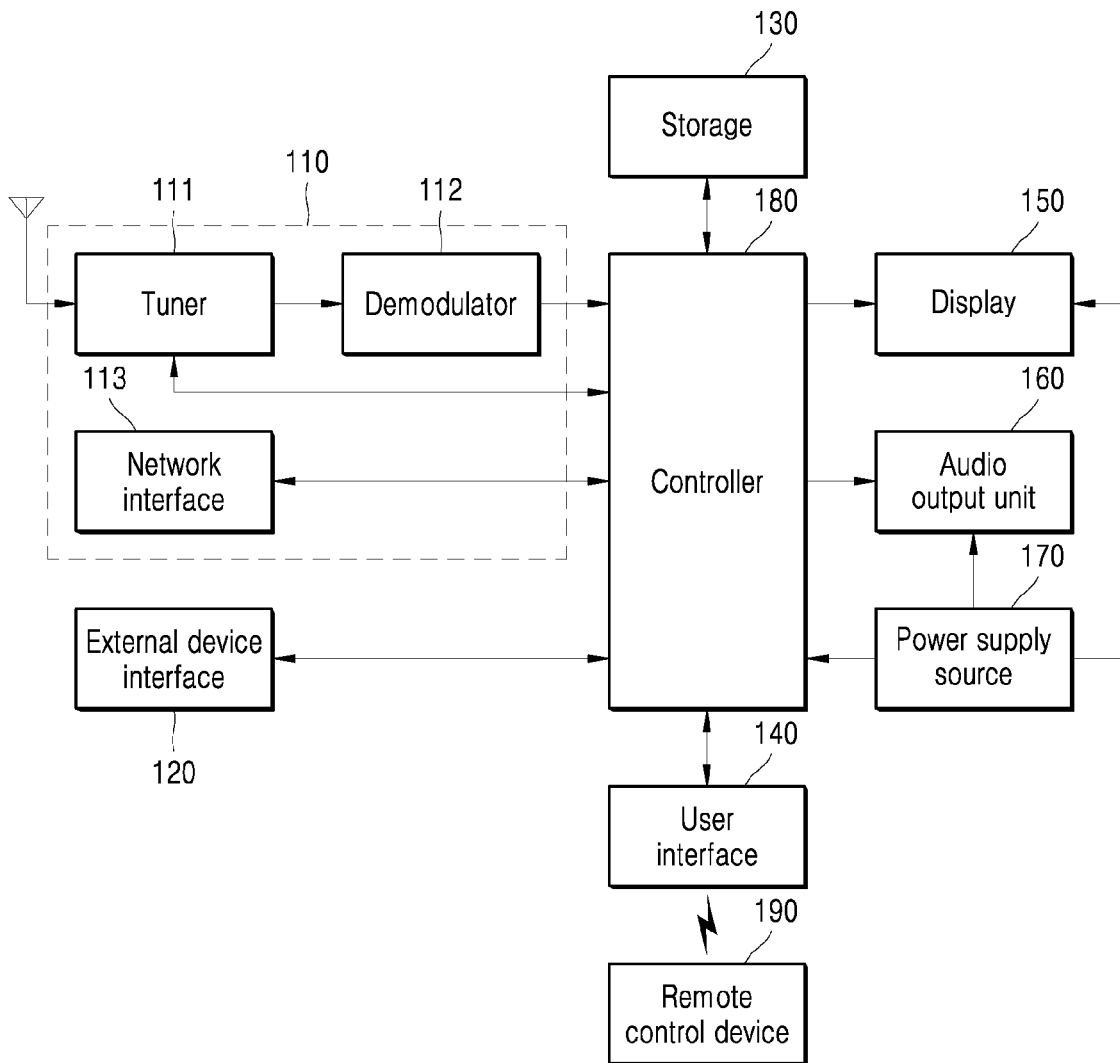 130
Storage
110
111
112
180
150
Tuner
Demodulator
Display
113
160
Network
interface
Controller
Audio
output unit
170
External device
interface
Power supply
source
120
140
User
interface
190
Remote
control device